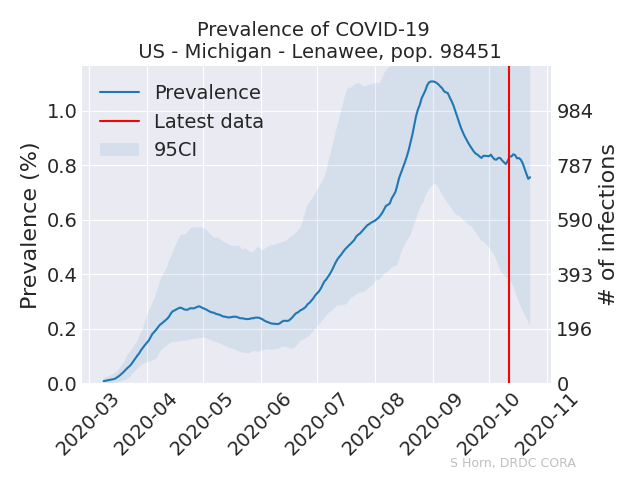 Prevalence of COVID-19
US - Michigan - Lenawee, pop. 98451
Prevalence
Latest data
95CI
Prevalence (%)
1.0
0.8
0.6
0.4
0.2
0.0
984
787
590
393
196
0
# of infections
2020-03
2020-04
2020-05
2020-06
2020-07
2020-08
2020-09
2020-10
2020-11
S Horn, DRDC CORA